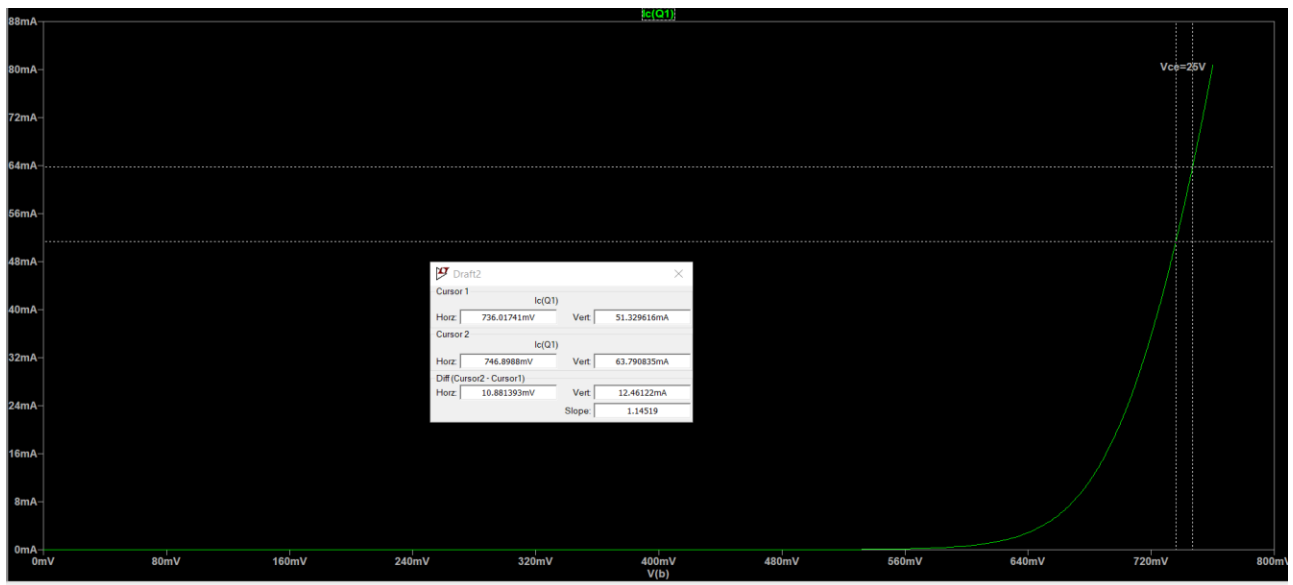 Ic(Q1)
88mA
80mA
Vce=25V
72mA
64mA
56mA
48mA
Draft2
Cursor 1
Ic(Q1)
40mA
Horz: 736.01741mV Vert: 51.329616mA
Cursor 2
Ic(Q1)
32mA
Horz: 746.8988mV Vert: 63.790835mA
Diff (Cursor2 - Cursor1)
Horz: 10.881393mV Vert: 12.46122mA
24mA
Slope: 1.14519
16mA
8mA
0mA
0mV 80mV 160mV 240mV 320mV 400mV 480mV 560mV 640mV 720mV 800mV
V(b)